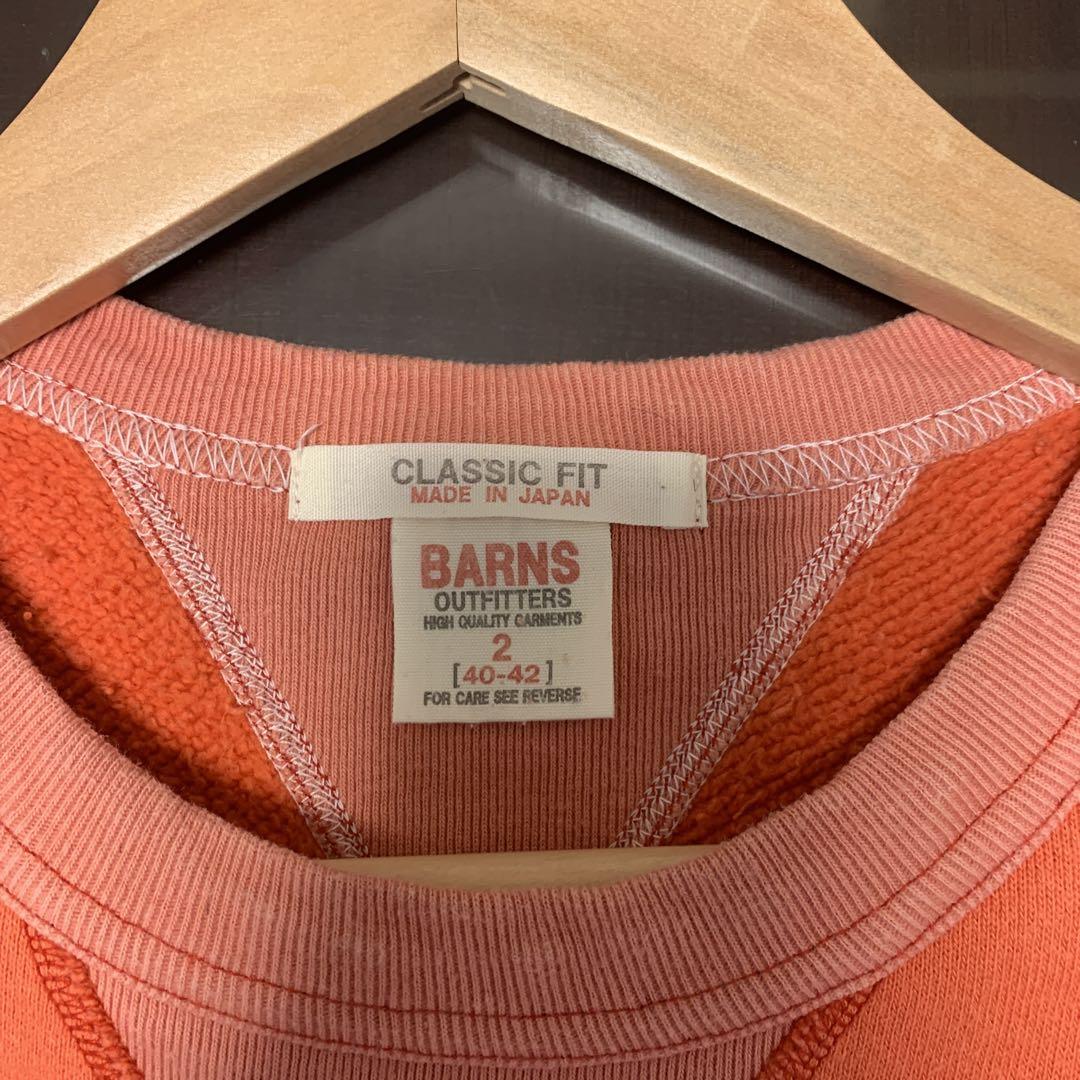 CLASSIC FIT
MADE IN JAPAN
BARNS
OUTFITTERS
HIGH QUALITY GARMENTS
2
[40-42]
FOR CARE SEE REVERSE